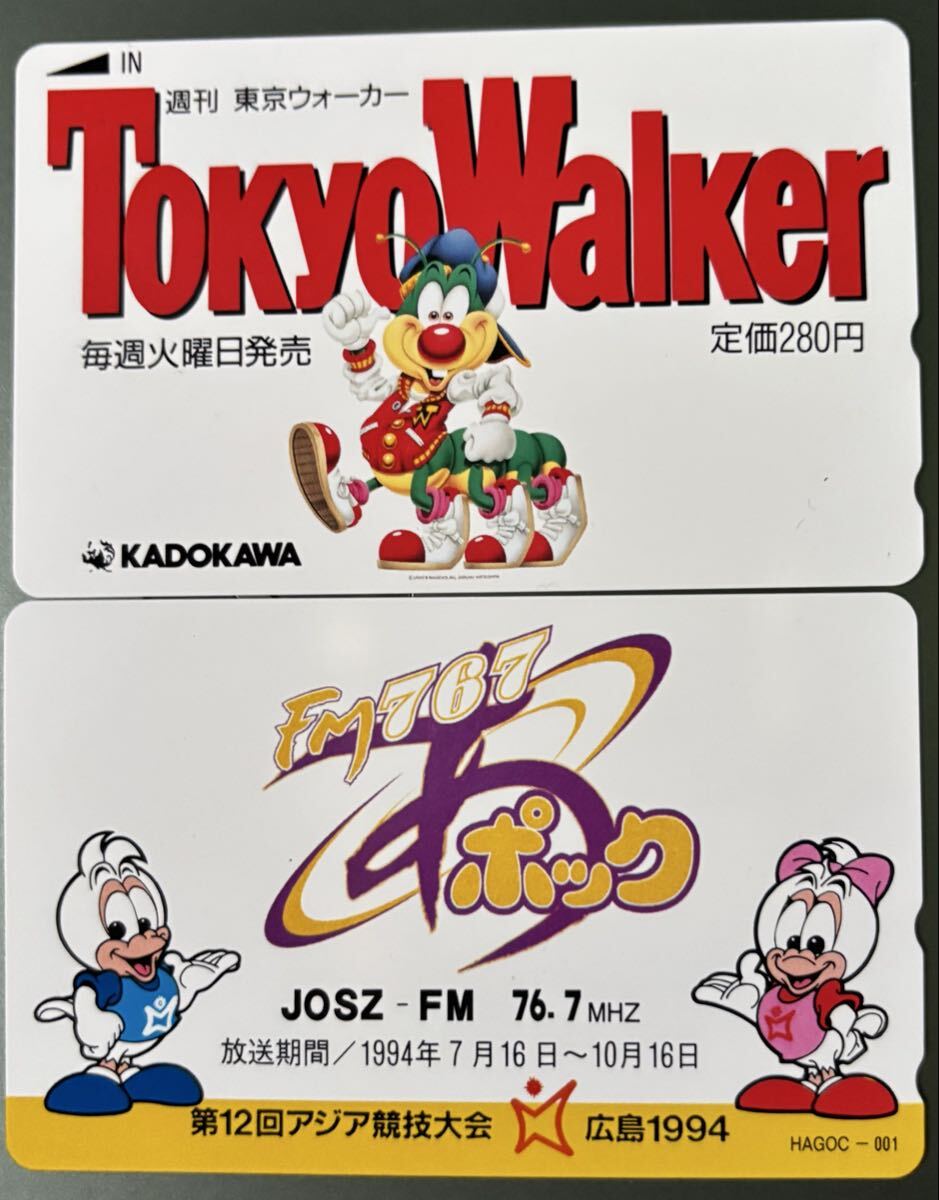 IN
週刊 東京ウォーカー
TokyoWalker
毎週火曜日発売
定価280円
KADOKAWA
FM767
あポック
JOSZ-FM 76.7MHZ
放送期間／1994年7月16日～10月16日
第12回アジア競技大会 広島1994
HAGOC-001